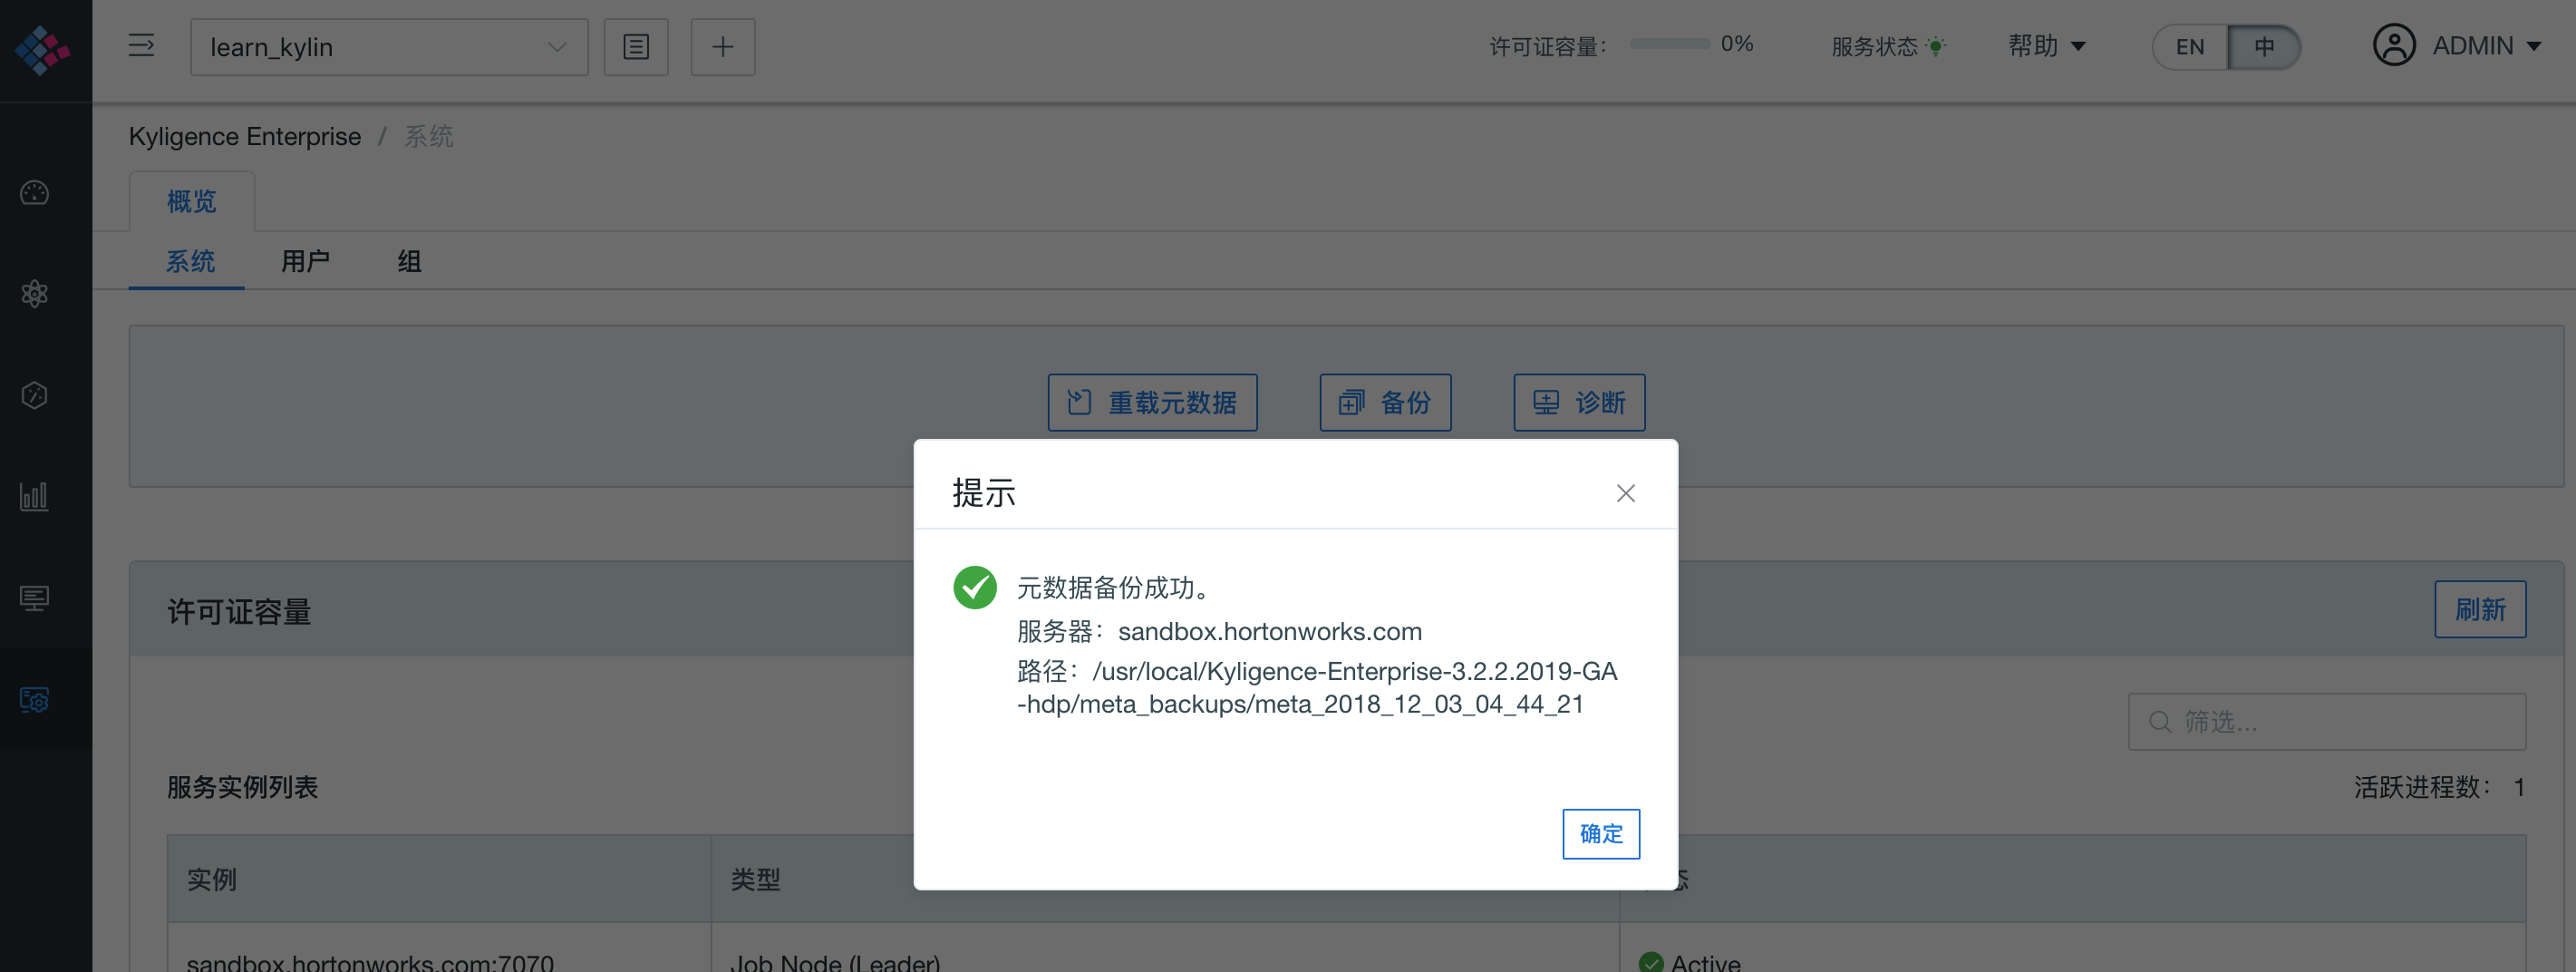 learn_kylin
许可证容量: 0%
服务状态
帮助
EN 中
ADMIN
Kyligence Enterprise / 系统
概览
系统 用户 组
重载元数据 备份 诊断
提示
元数据备份成功。
服务器: sandbox.hortonworks.com
路径: /usr/local/Kyligence-Enterprise-3.2.2.2019-GA
-hdp/meta_backups/meta_2018_12_03_04_44_21
确定
许可证容量 刷新
筛选...
服务实例列表 活跃进程数: 1
实例 类型 态
sandbox.hortonworks.com:7070 Job Node (Leader) Active